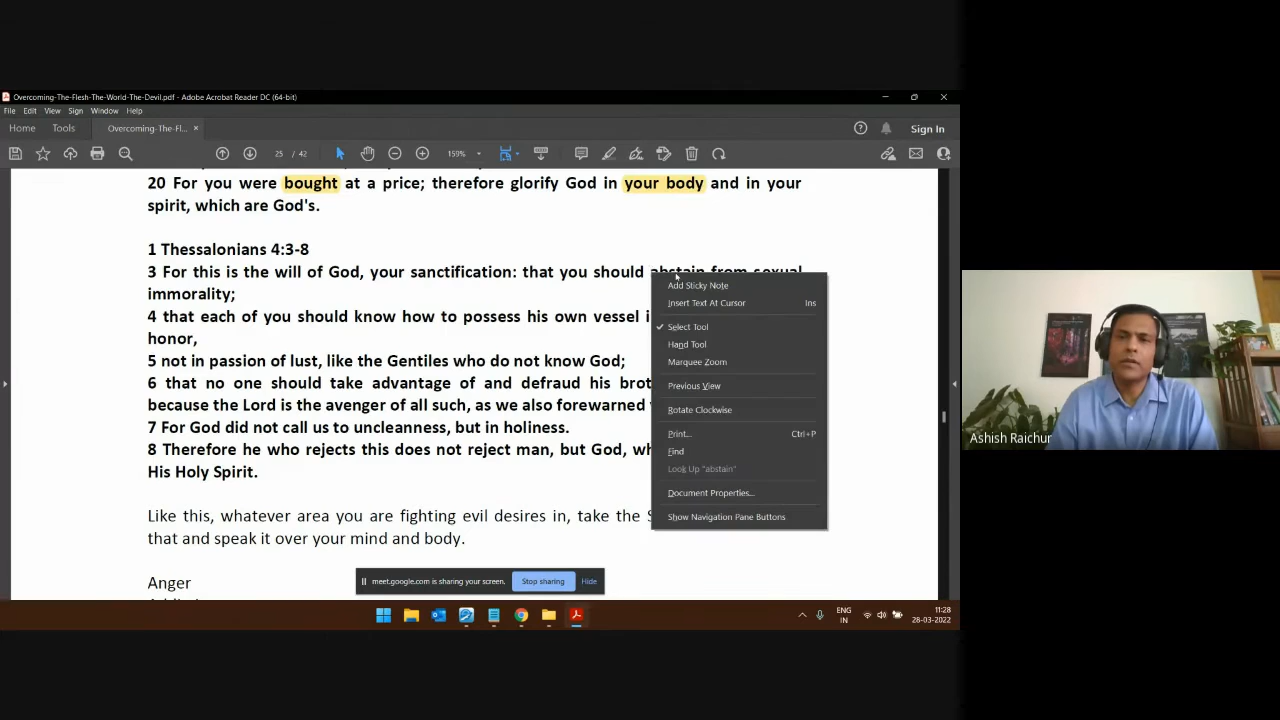 Overcoming-The-Flesh-The-World-The-Devil.pdf - Adobe Acrobat Reader DC (64-bit)
File Edit View Sign Window Help
Home Tools Overcoming-The-Fl... × Sign In
25 / 42 159%
20 For you were bought at a price; therefore glorify God in your body and in your
spirit, which are God's.
1 Thessalonians 4:3-8
3 For this is the will of God, your sanctification: that you should abstain from sexual
immorality;
4 that each of you should know how to possess his own vessel
honor,
5 not in passion of lust, like the Gentiles who do not know God;
6 that no one should take advantage of and defraud his
because the Lord is the avenger of all such, as we also forewarned
7 For God did not call us to uncleanness, but in holiness.
8 Therefore he who rejects this does not reject man, but God,
His Holy Spirit.
Like this, whatever area you are fighting evil desires in, take the
that and speak it over your mind and body.
Anger
Add Sticky Note
Insert Text At Cursor Ins
Select Tool
Hand Tool
Marquee Zoom
Previous View
Rotate Clockwise
Print... Ctrl+P
Find
Look Up "abstain"
Document Properties...
Show Navigation Pane Buttons
meet.google.com is sharing your screen. Stop sharing Hide
ENG
IN
11:28
28-03-2022
Ashish Raichur